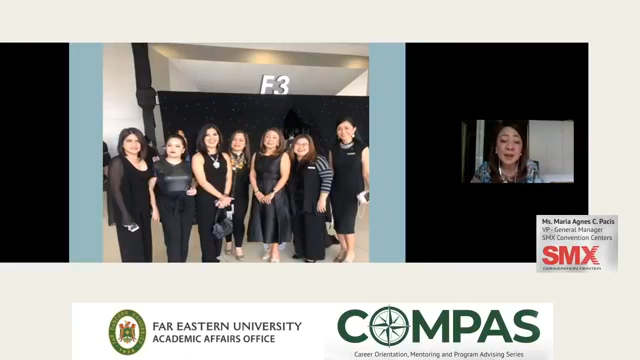 F3
Ms. Maria Agnes C. Pacis
VP - General Manager
SMX Convention Centers
SMX
CONVENTION CENTER
FAR EASTERN UNIVERSITY
ACADEMIC AFFAIRS OFFICE
COMPAS
Career Orientation, Mentoring and Program Advising Series